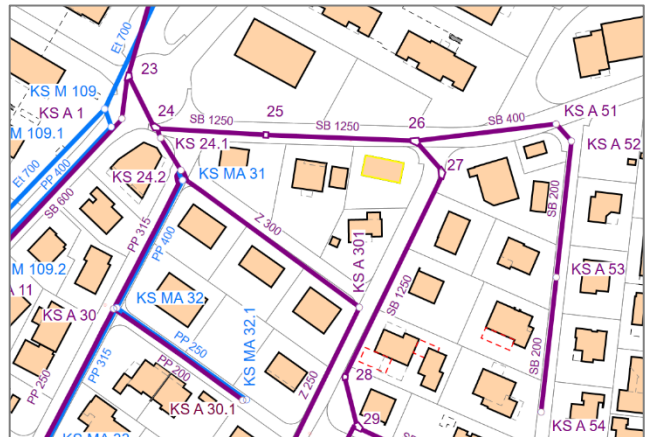 Et 700
23
KS M 109
KS A 1
24
SB 1250
25
SB 1250
26
SB 400
KS A 51
M 109.1
KS 24.1
KS A 52
Et 700
PP 400
SB 600
KS 24.2
KS MA 31
27
PP 315
PP 400
Z 300
SB 200
KS A 301
SB 1250
M 109.2
KS A 53
A 11
KS A 30
KS MA 32
KS MA 32.1
PP 250
PP 200
PP 315
PP 250
SB 200
Z 250
28
KS A 30.1
29
KS A 54